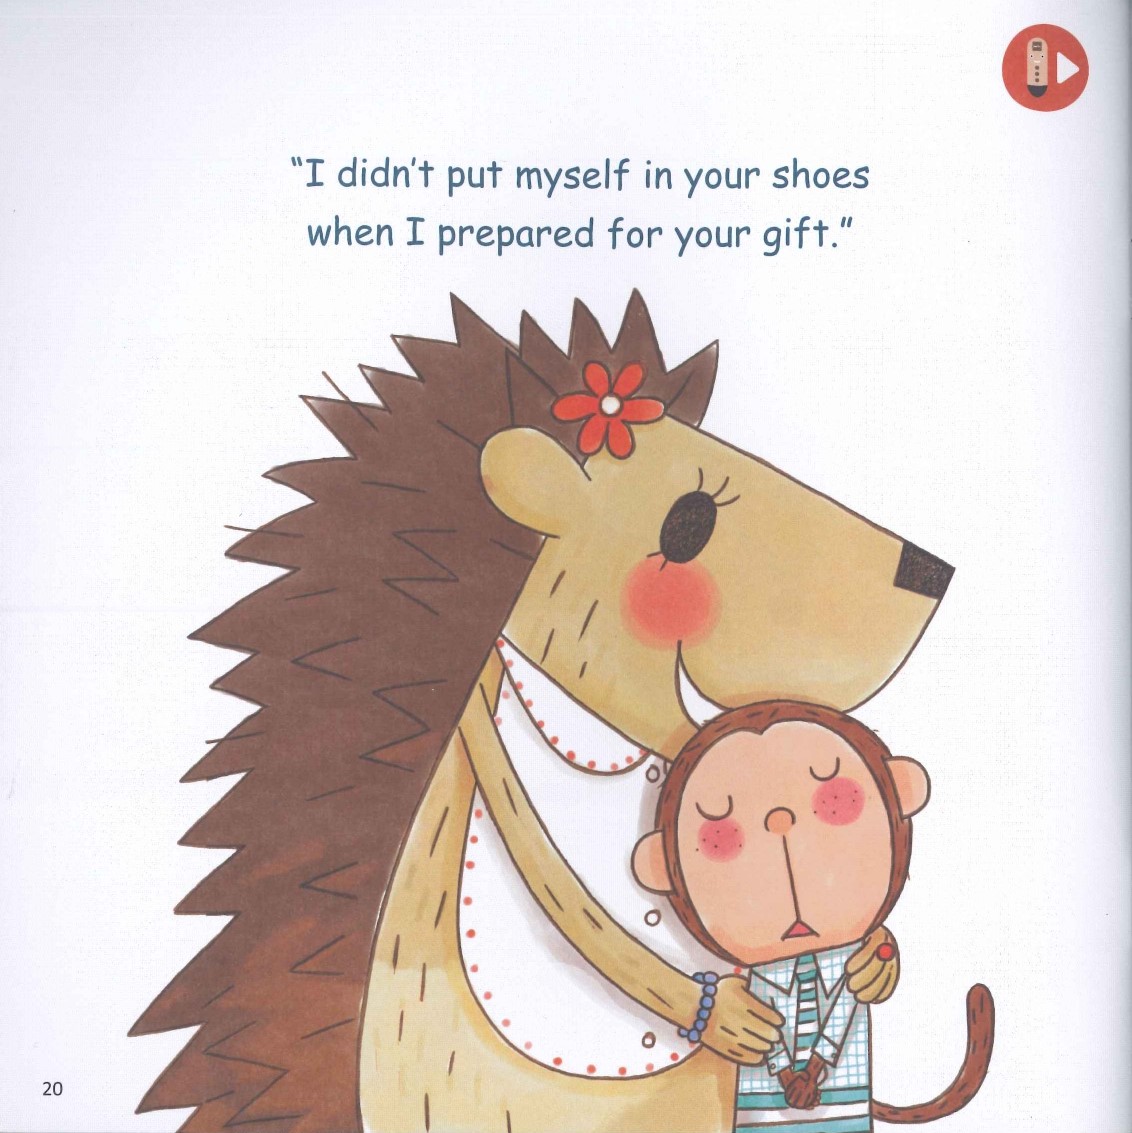 “I didn't put myself in your shoes
when I prepared for your gift.”
20